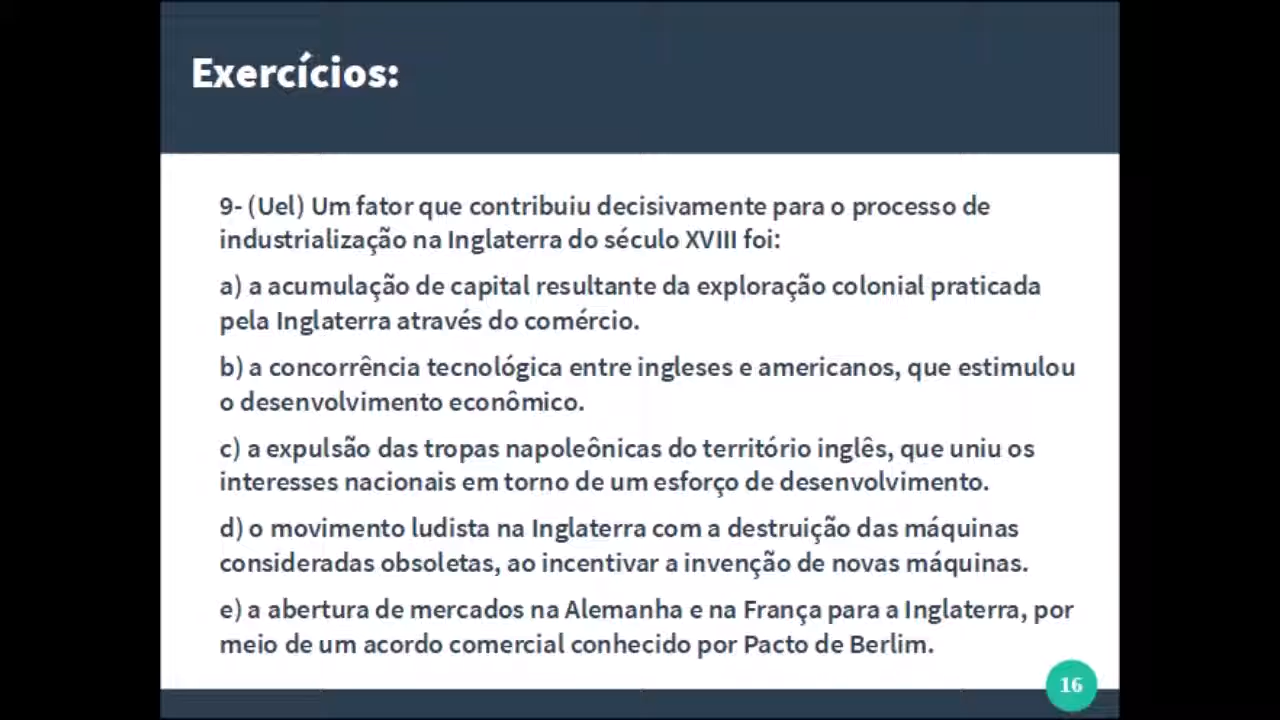 Exercícios:
9- (Uel) Um fator que contribuiu decisivamente para o processo de
industrialização na Inglaterra do século XVIII foi:
a) a acumulação de capital resultante da exploração colonial praticada
pela Inglaterra através do comércio.
b) a concorrência tecnológica entre ingleses e americanos, que estimulou
o desenvolvimento econômico.
c) a expulsão das tropas napoleônicas do território inglês, que uniu os
interesses nacionais em torno de um esforço de desenvolvimento.
d) o movimento ludista na Inglaterra com a destruição das máquinas
consideradas obsoletas, ao incentivar a invenção de novas máquinas.
e) a abertura de mercados na Alemanha e na França para a Inglaterra, por
meio de um acordo comercial conhecido por Pacto de Berlim.
16